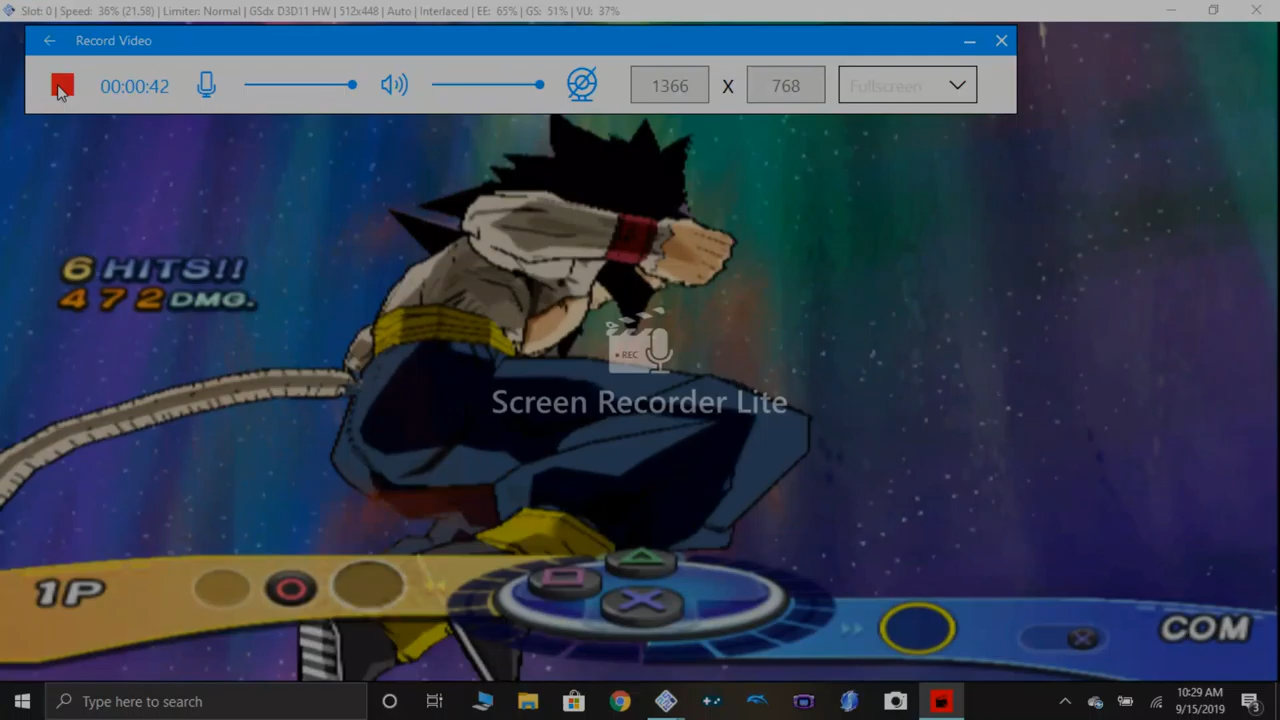 Slot: 0 | Speed: 36% (21.58) | Limiter: Normal | GSdx D3D11 HW | 512x448 | Auto | Interlaced | EE: 65% | GS: 51% | VU: 37%
Record Video
00:00:42
1366 X 768
Fullscreen
6 HITS!!
472 DMG.
REC
Screen Recorder Lite
1P
COM
Type here to search
10:29 AM
9/15/2019
3